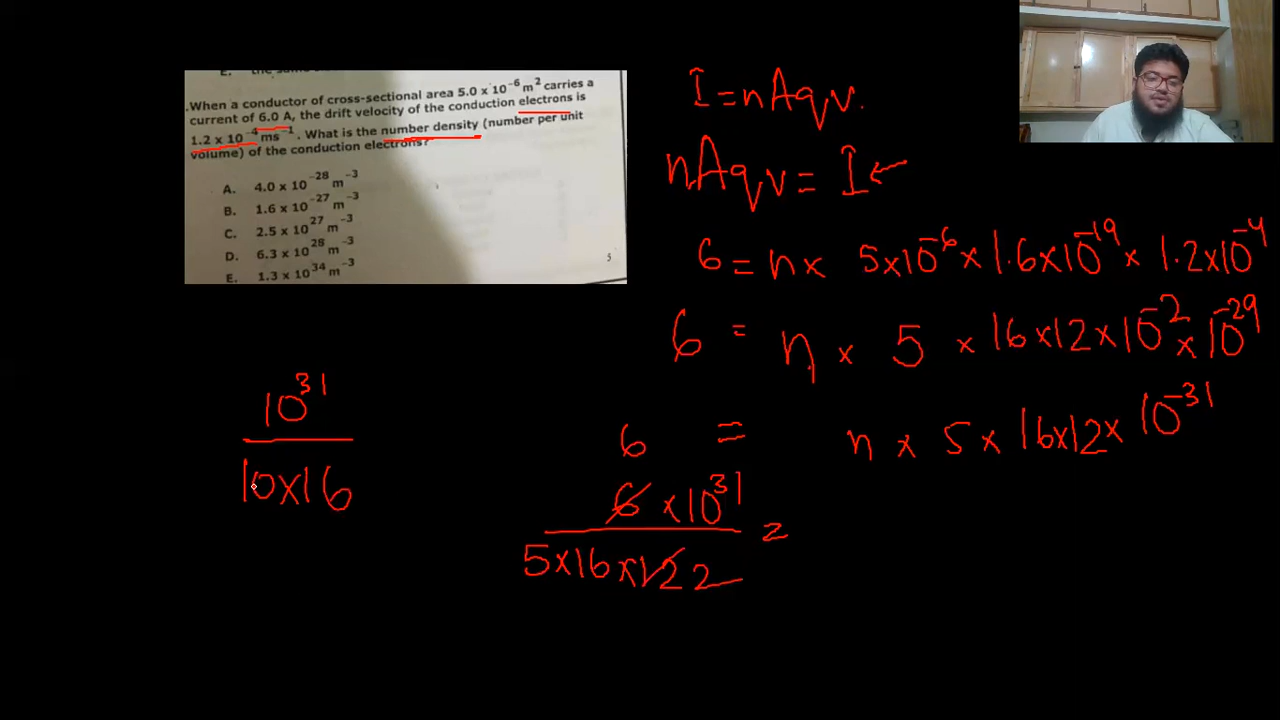 E. the sam
.When a conductor of cross-sectional area 5.0 x 10⁻⁶ m² carries a
current of 6.0 A, the drift velocity of the conduction electrons is
1.2 x 10⁻⁴ ms⁻¹. What is the number density (number per unit
volume) of the conduction electrons?
A. 4.0 x 10⁻²⁸ m⁻³
B. 1.6 x 10⁻²⁷ m⁻³
C. 2.5 x 10²⁷ m⁻³
D. 6.3 x 10²⁸ m⁻³
E. 1.3 x 10³⁴ m⁻³
5
I=nAqv.
nAqv= I
6 = n x 5x10⁻⁶ x 1.6x10⁻¹⁹ x 1.2x10⁻⁴
6 = n x 5 x 16x12x10⁻² x 10⁻²⁹
6 = n x 5 x 16x12x 10⁻³¹
6 x10³¹
5x16x12 2
=
10³¹
10x16